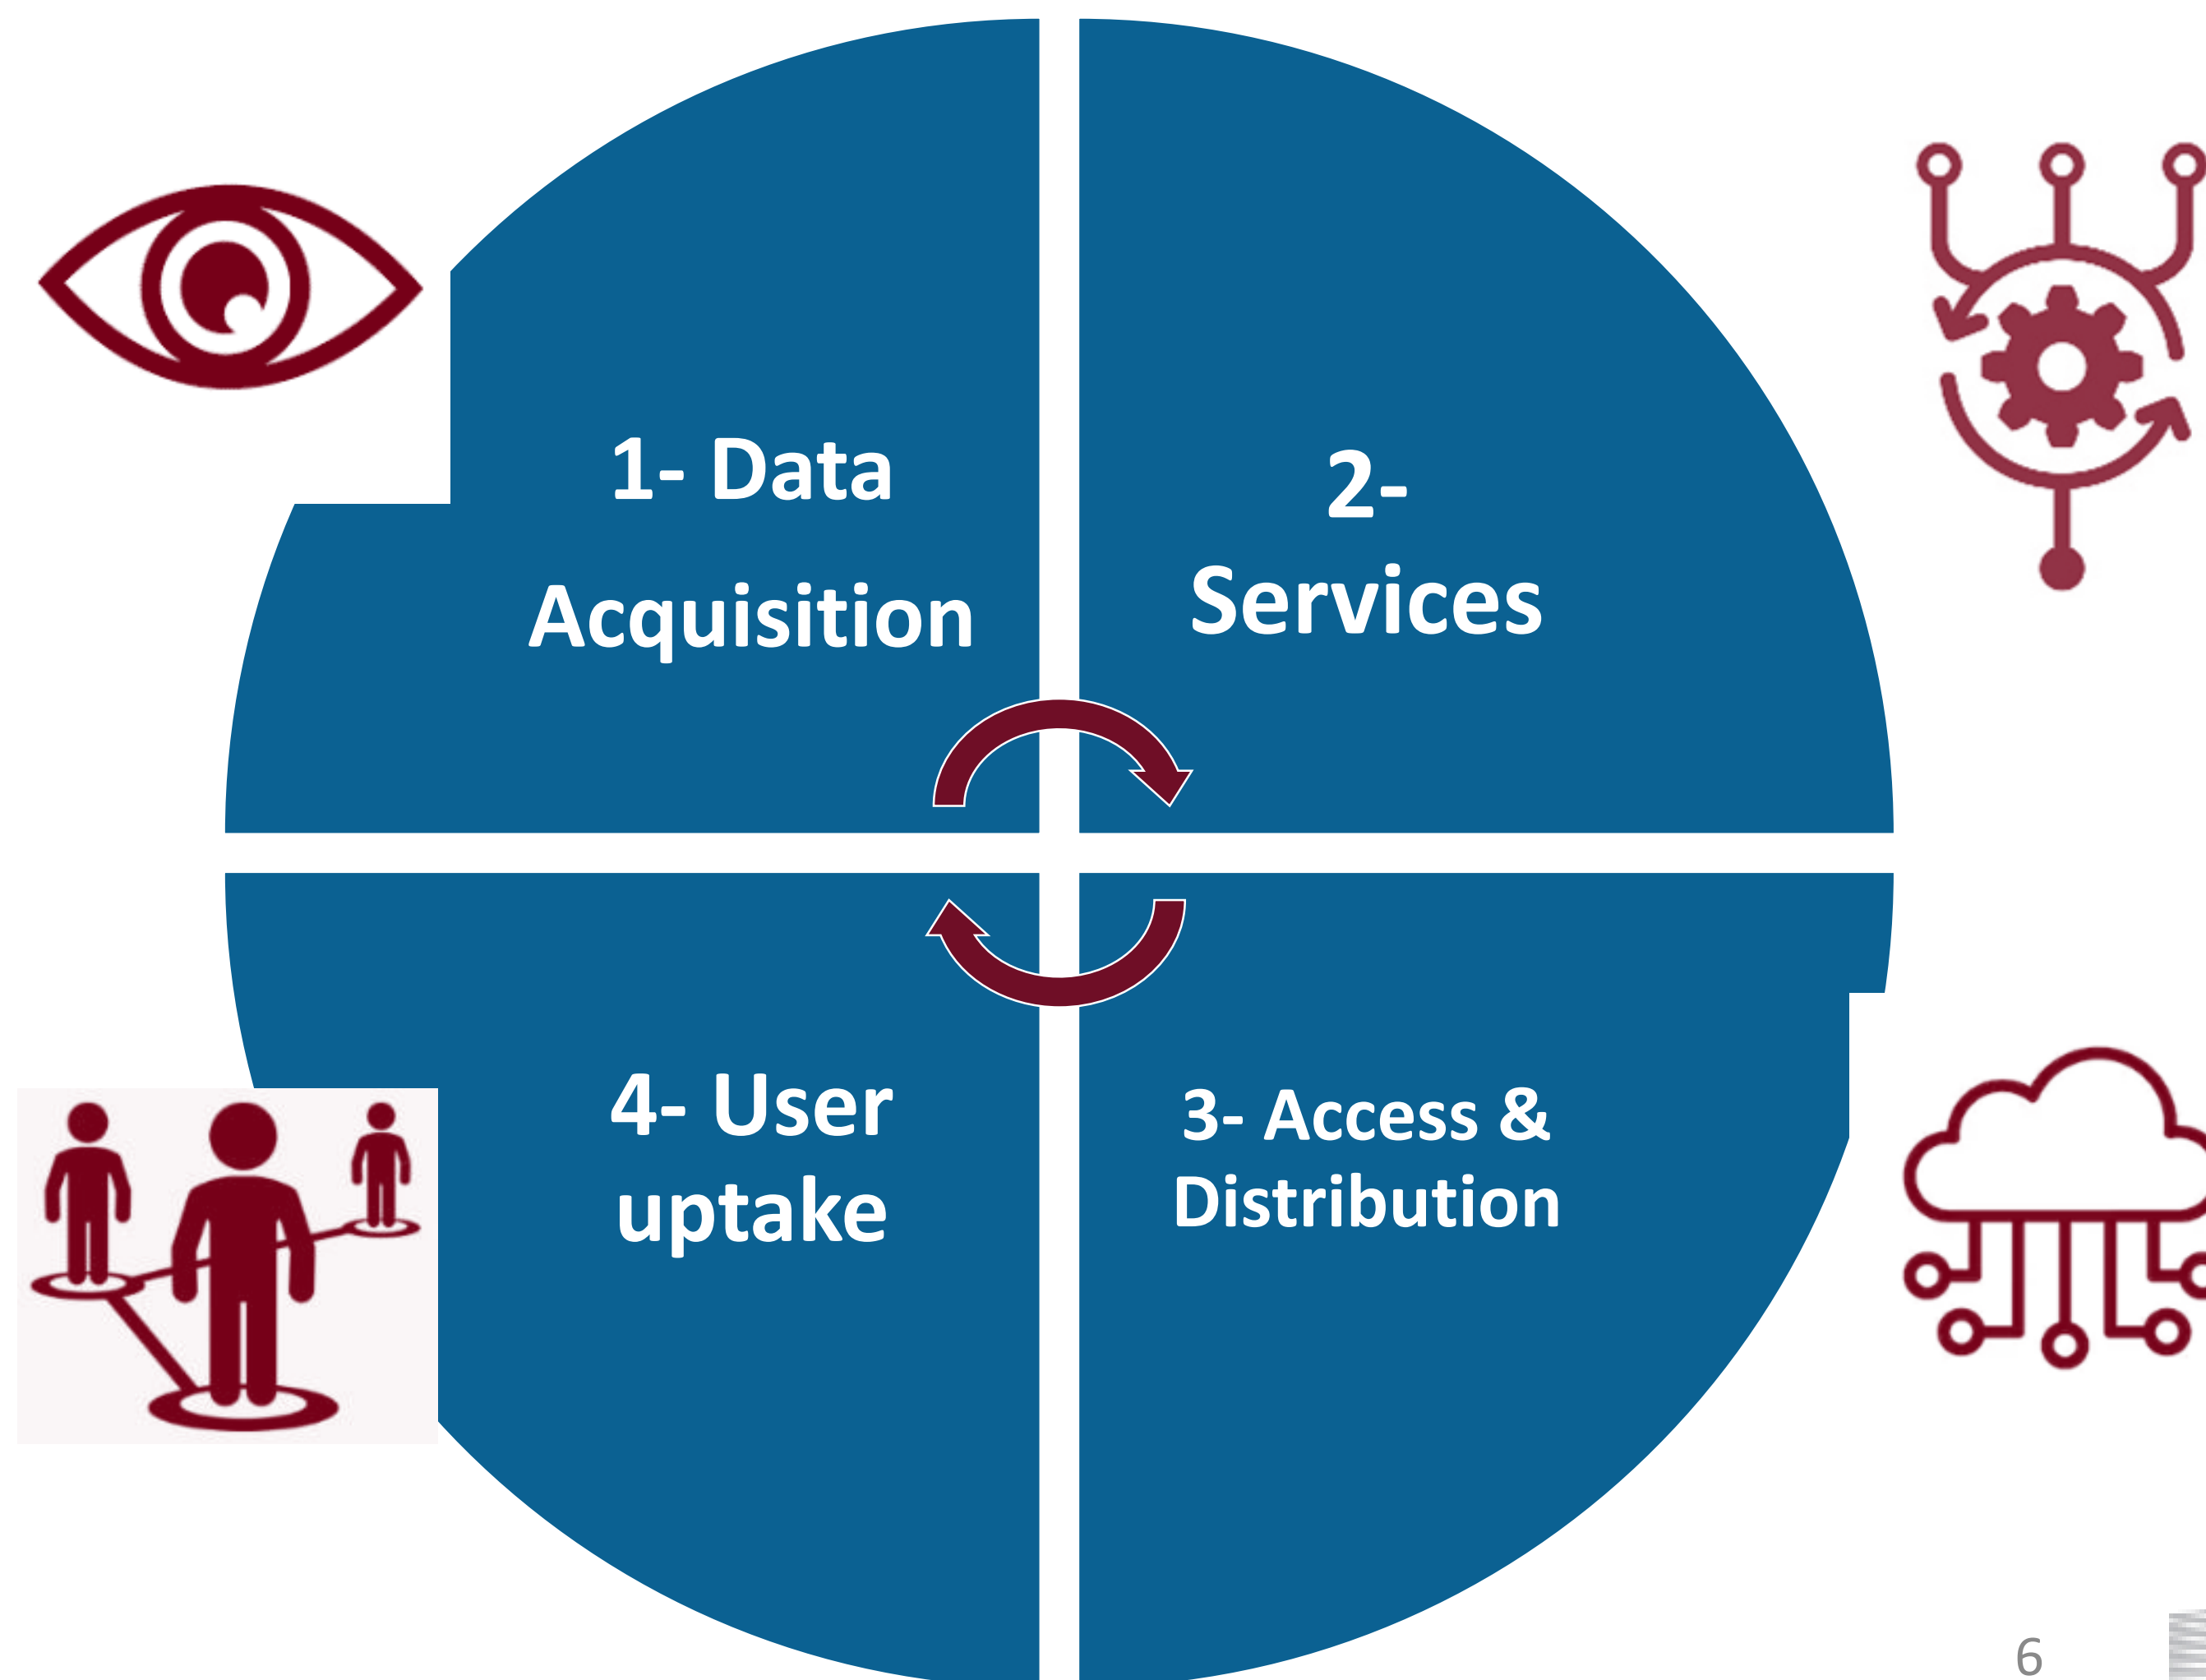 1- Data
Acquisition
2-
Services
3- Access &
Distribution
4- User
uptake
6